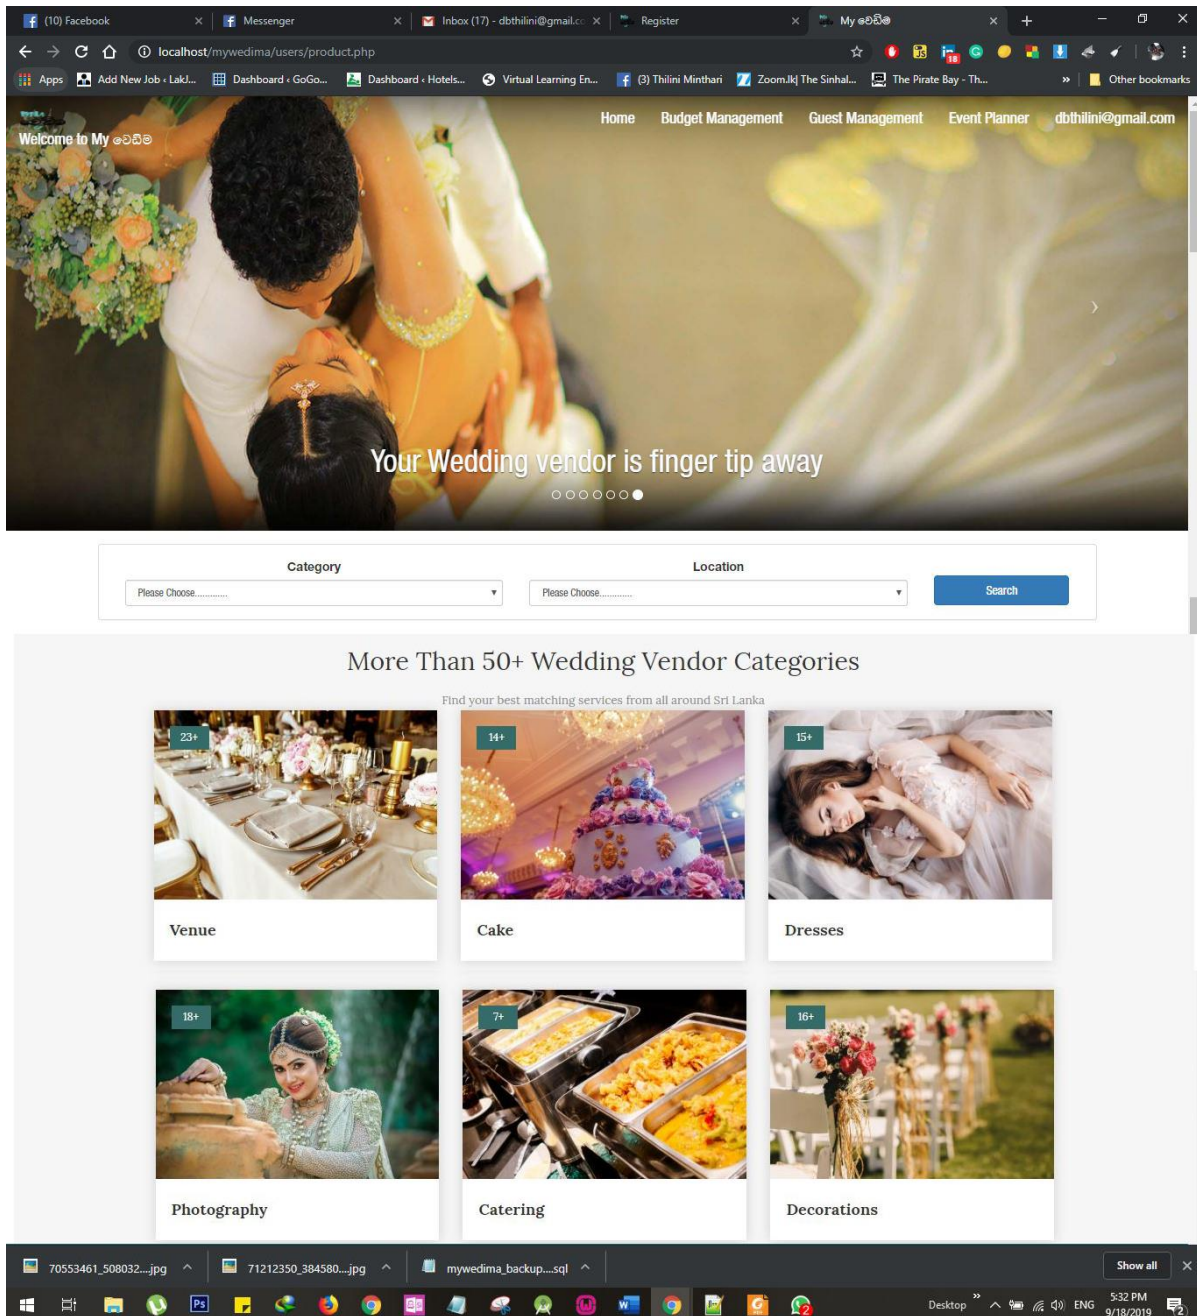 (10) Facebook
Messenger
Inbox (17) - dbthilini@gmail.co
Register
My වෙඩිම
localhost/mywedima/users/product.php
18
Apps
Add New Job ‹ LakJ...
Dashboard ‹ GoGo...
Dashboard ‹ Hotels...
Virtual Learning En...
(3) Thilini Minthari
Zoom.lk| The Sinhal...
The Pirate Bay - Th...
»
Other bookmarks
Welcome to My වෙඩිම
Home
Budget Management
Guest Management
Event Planner
dbthilini@gmail.com
Your Wedding vendor is finger tip away
Category
Location
Please Choose.............
Please Choose.............
Search
More Than 50+ Wedding Vendor Categories
Find your best matching services from all around Sri Lanka
23+
14+
15+
Venue
Cake
Dresses
18+
7+
16+
Photography
Catering
Decorations
70553461_508032....jpg
71212350_384580....jpg
mywedima_backup....sql
Show all
Ps
2
Desktop
»
ENG
5:32 PM
9/18/2019
2